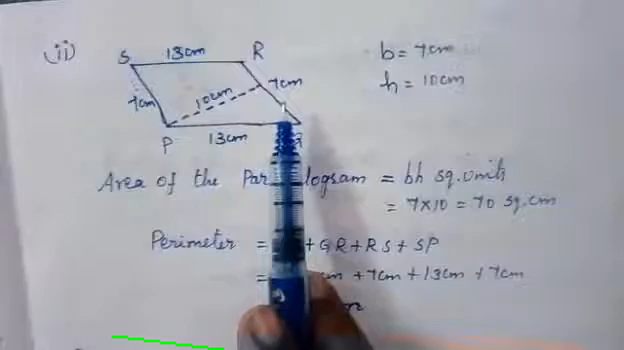 (ii)
S 13cm R
7cm 10cm 7cm
P 13cm
b = 7cm
h = 10cm
Area of the Par logram = bh sq.units
= 7x10 = 70 sq.cm
Perimeter = + QR + RS + SP
= cm + 7cm + 13cm + 7cm